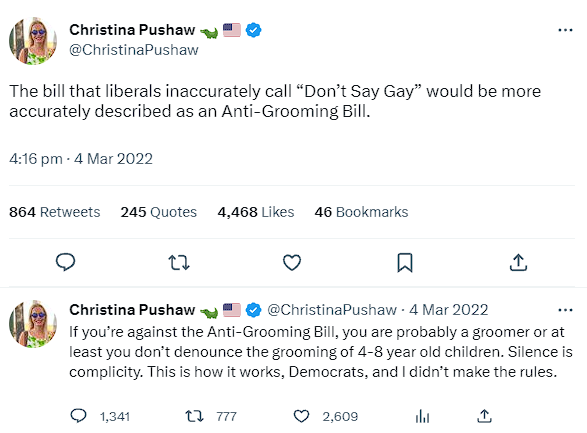 Christina Pushaw 🐊 🇺🇸
@ChristinaPushaw
The bill that liberals inaccurately call “Don’t Say Gay” would be more
accurately described as an Anti-Grooming Bill.
4:16 pm · 4 Mar 2022
864 Retweets 245 Quotes 4,468 Likes 46 Bookmarks
Christina Pushaw 🐊 🇺🇸 @ChristinaPushaw · 4 Mar 2022
If you’re against the Anti-Grooming Bill, you are probably a groomer or at
least you don’t denounce the grooming of 4-8 year old children. Silence is
complicity. This is how it works, Democrats, and I didn’t make the rules.
1,341 777 2,609